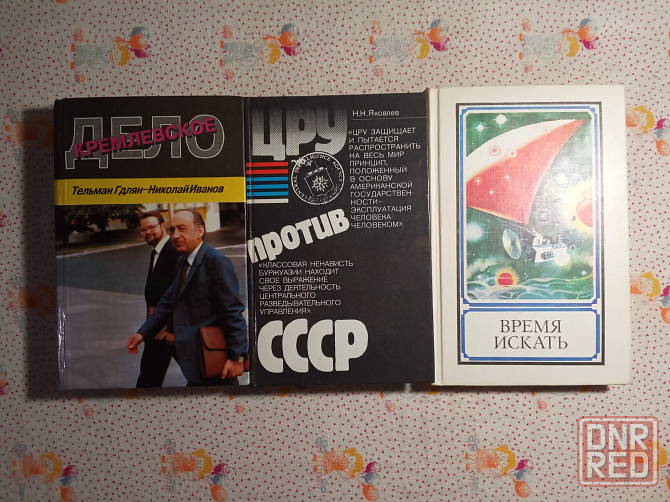 ДЕЛО
КРЕМЛЕВСКОЕ
Тельман Гдлян–Николай Иванов
Н.Н.Яковлев
ЦРУ
«ЦРУ ЗАЩИЩАЕТ
И ПЫТАЕТСЯ
РАСПРОСТРАНИТЬ
НА ВЕСЬ МИР
ПРИНЦИП,
ПОЛОЖЕННЫЙ
В ОСНОВУ
АМЕРИКАНСКОЙ
ГОСУДАРСТВЕН-
НОСТИ–
ЭКСПЛУАТАЦИЯ
ЧЕЛОВЕКА
ЧЕЛОВЕКОМ».
против
«КЛАССОВАЯ НЕНАВИСТЬ
БУРЖУАЗИИ НАХОДИТ
СВОЕ ВЫРАЖЕНИЕ
ЧЕРЕЗ ДЕЯТЕЛЬНОСТЬ
ЦЕНТРАЛЬНОГО
РАЗВЕДЫВАТЕЛЬНОГО
УПРАВЛЕНИЯ».
СССР
ВРЕМЯ
ИСКАТЬ
DNR
RED